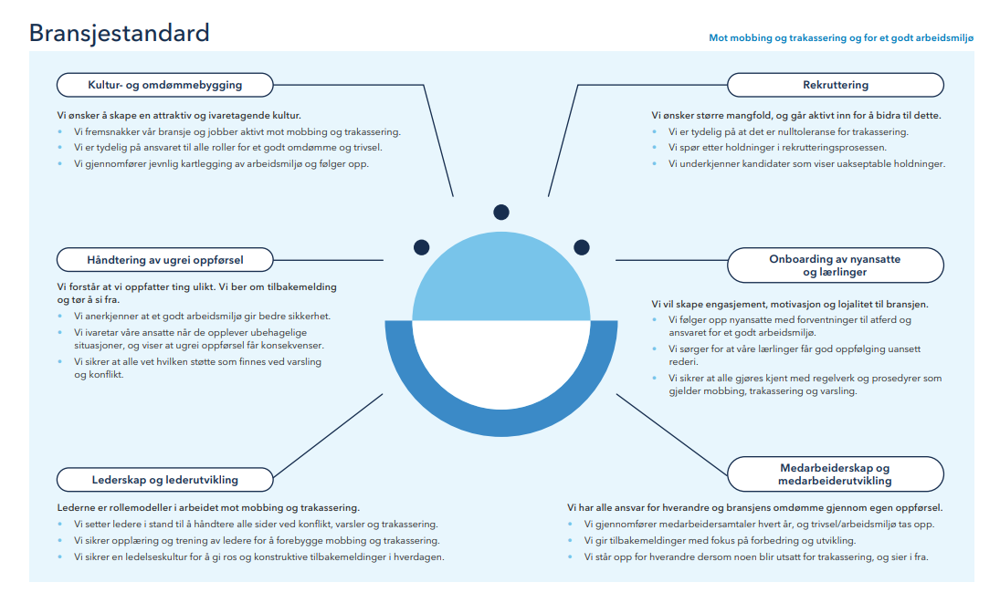 Bransjestandard
Mot mobbing og trakassering og for et godt arbeidsmiljø
Kultur- og omdømmebygging
Vi ønsker å skape en attraktiv og ivaretagende kultur.
• Vi fremsnakker vår bransje og jobber aktivt mot mobbing og trakassering.
• Vi er tydelig på ansvaret til alle roller for et godt omdømme og trivsel.
• Vi gjennomfører jevnlig kartlegging av arbeidsmiljø og følger opp.
Rekruttering
Vi ønsker større mangfold, og går aktivt inn for å bidra til dette.
• Vi er tydelig på at det er nulltoleranse for trakassering.
• Vi spør etter holdninger i rekrutteringsprosessen.
• Vi underkjenner kandidater som viser uakseptable holdninger.
Håndtering av ugrei oppførsel
Vi forstår at vi oppfatter ting ulikt. Vi ber om tilbakemelding
og tør å si fra.
• Vi anerkjenner at et godt arbeidsmiljø gir bedre sikkerhet.
• Vi ivaretar våre ansatte når de opplever ubehagelige
situasjoner, og viser at ugrei oppførsel får konsekvenser.
• Vi sikrer at alle vet hvilken støtte som finnes ved varsling
og konflikt.
Onboarding av nyansatte
og lærlinger
Vi vil skape engasjement, motivasjon og lojalitet til bransjen.
• Vi følger opp nyansatte med forventninger til atferd og
ansvaret for et godt arbeidsmiljø.
• Vi sørger for at våre lærlinger får god oppfølging uansett
rederi.
• Vi sikrer at alle gjøres kjent med regelverk og prosedyrer som
gjelder mobbing, trakassering og varsling.
Lederskap og lederutvikling
Lederne er rollemodeller i arbeidet mot mobbing og trakassering.
• Vi setter ledere i stand til å håndtere alle sider ved konflikt, varsler og trakassering.
• Vi sikrer opplæring og trening av ledere for å forebygge mobbing og trakassering.
• Vi sikrer en ledelseskultur for å gi ros og konstruktive tilbakemeldinger i hverdagen.
Medarbeiderskap og
medarbeiderutvikling
Vi har alle ansvar for hverandre og bransjens omdømme gjennom egen oppførsel.
• Vi gjennomfører medarbeidersamtaler hvert år, og trivsel/arbeidsmiljø tas opp.
• Vi gir tilbakemeldinger med fokus på forbedring og utvikling.
• Vi står opp for hverandre dersom noen blir utsatt for trakassering, og sier i fra.